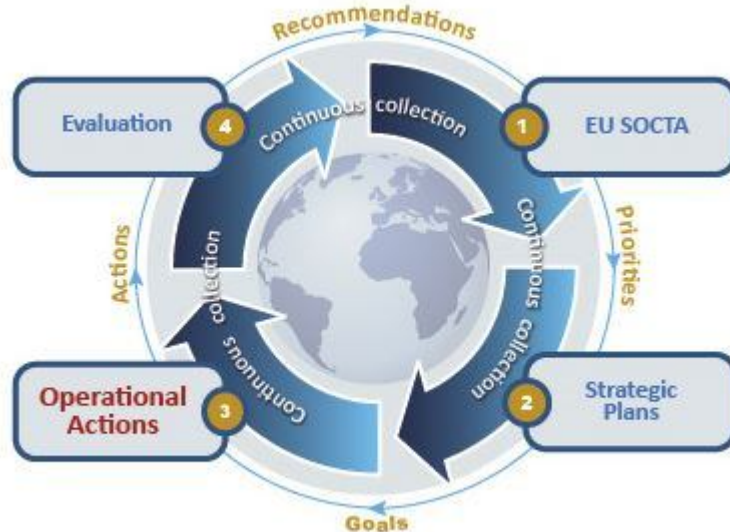 Recommendations
Continuous collection
Evaluation
4
1
EU SOCTA
Priorities
Continuous collection
Actions
Continuous collection
Operational
Actions
3
2
Strategic
Plans
Goals